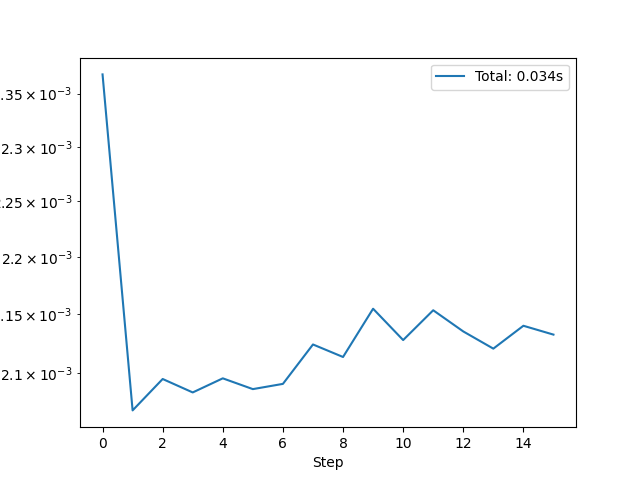 Total: 0.034s
.35 × 10⁻³
2.3 × 10⁻³
2.25 × 10⁻³
2.2 × 10⁻³
.15 × 10⁻³
2.1 × 10⁻³
0 2 4 6 8 10 12 14
Step